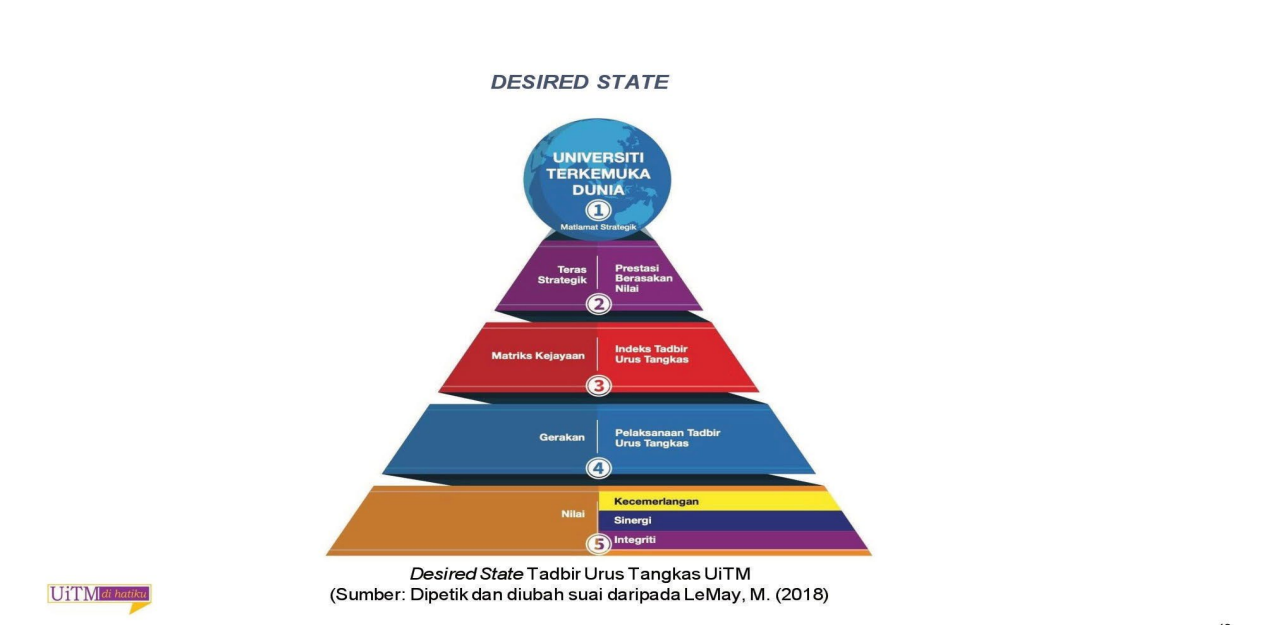 DESIRED STATE
UNIVERSITI
TERKEMUKA
DUNIA
1
Matlamat Strategik
Teras
Strategik
Prestasi
Berasakan
Nilai
2
Matriks Kejayaan
Indeks Tadbir
Urus Tangkas
3
Gerakan
Pelaksanaan Tadbir
Urus Tangkas
4
Nilai
Kecemerlangan
Sinergi
Integriti
5
Desired State Tadbir Urus Tangkas UiTM
(Sumber: Dipetik dan diubah suai daripada LeMay, M. (2018)
UiTM di hatiku